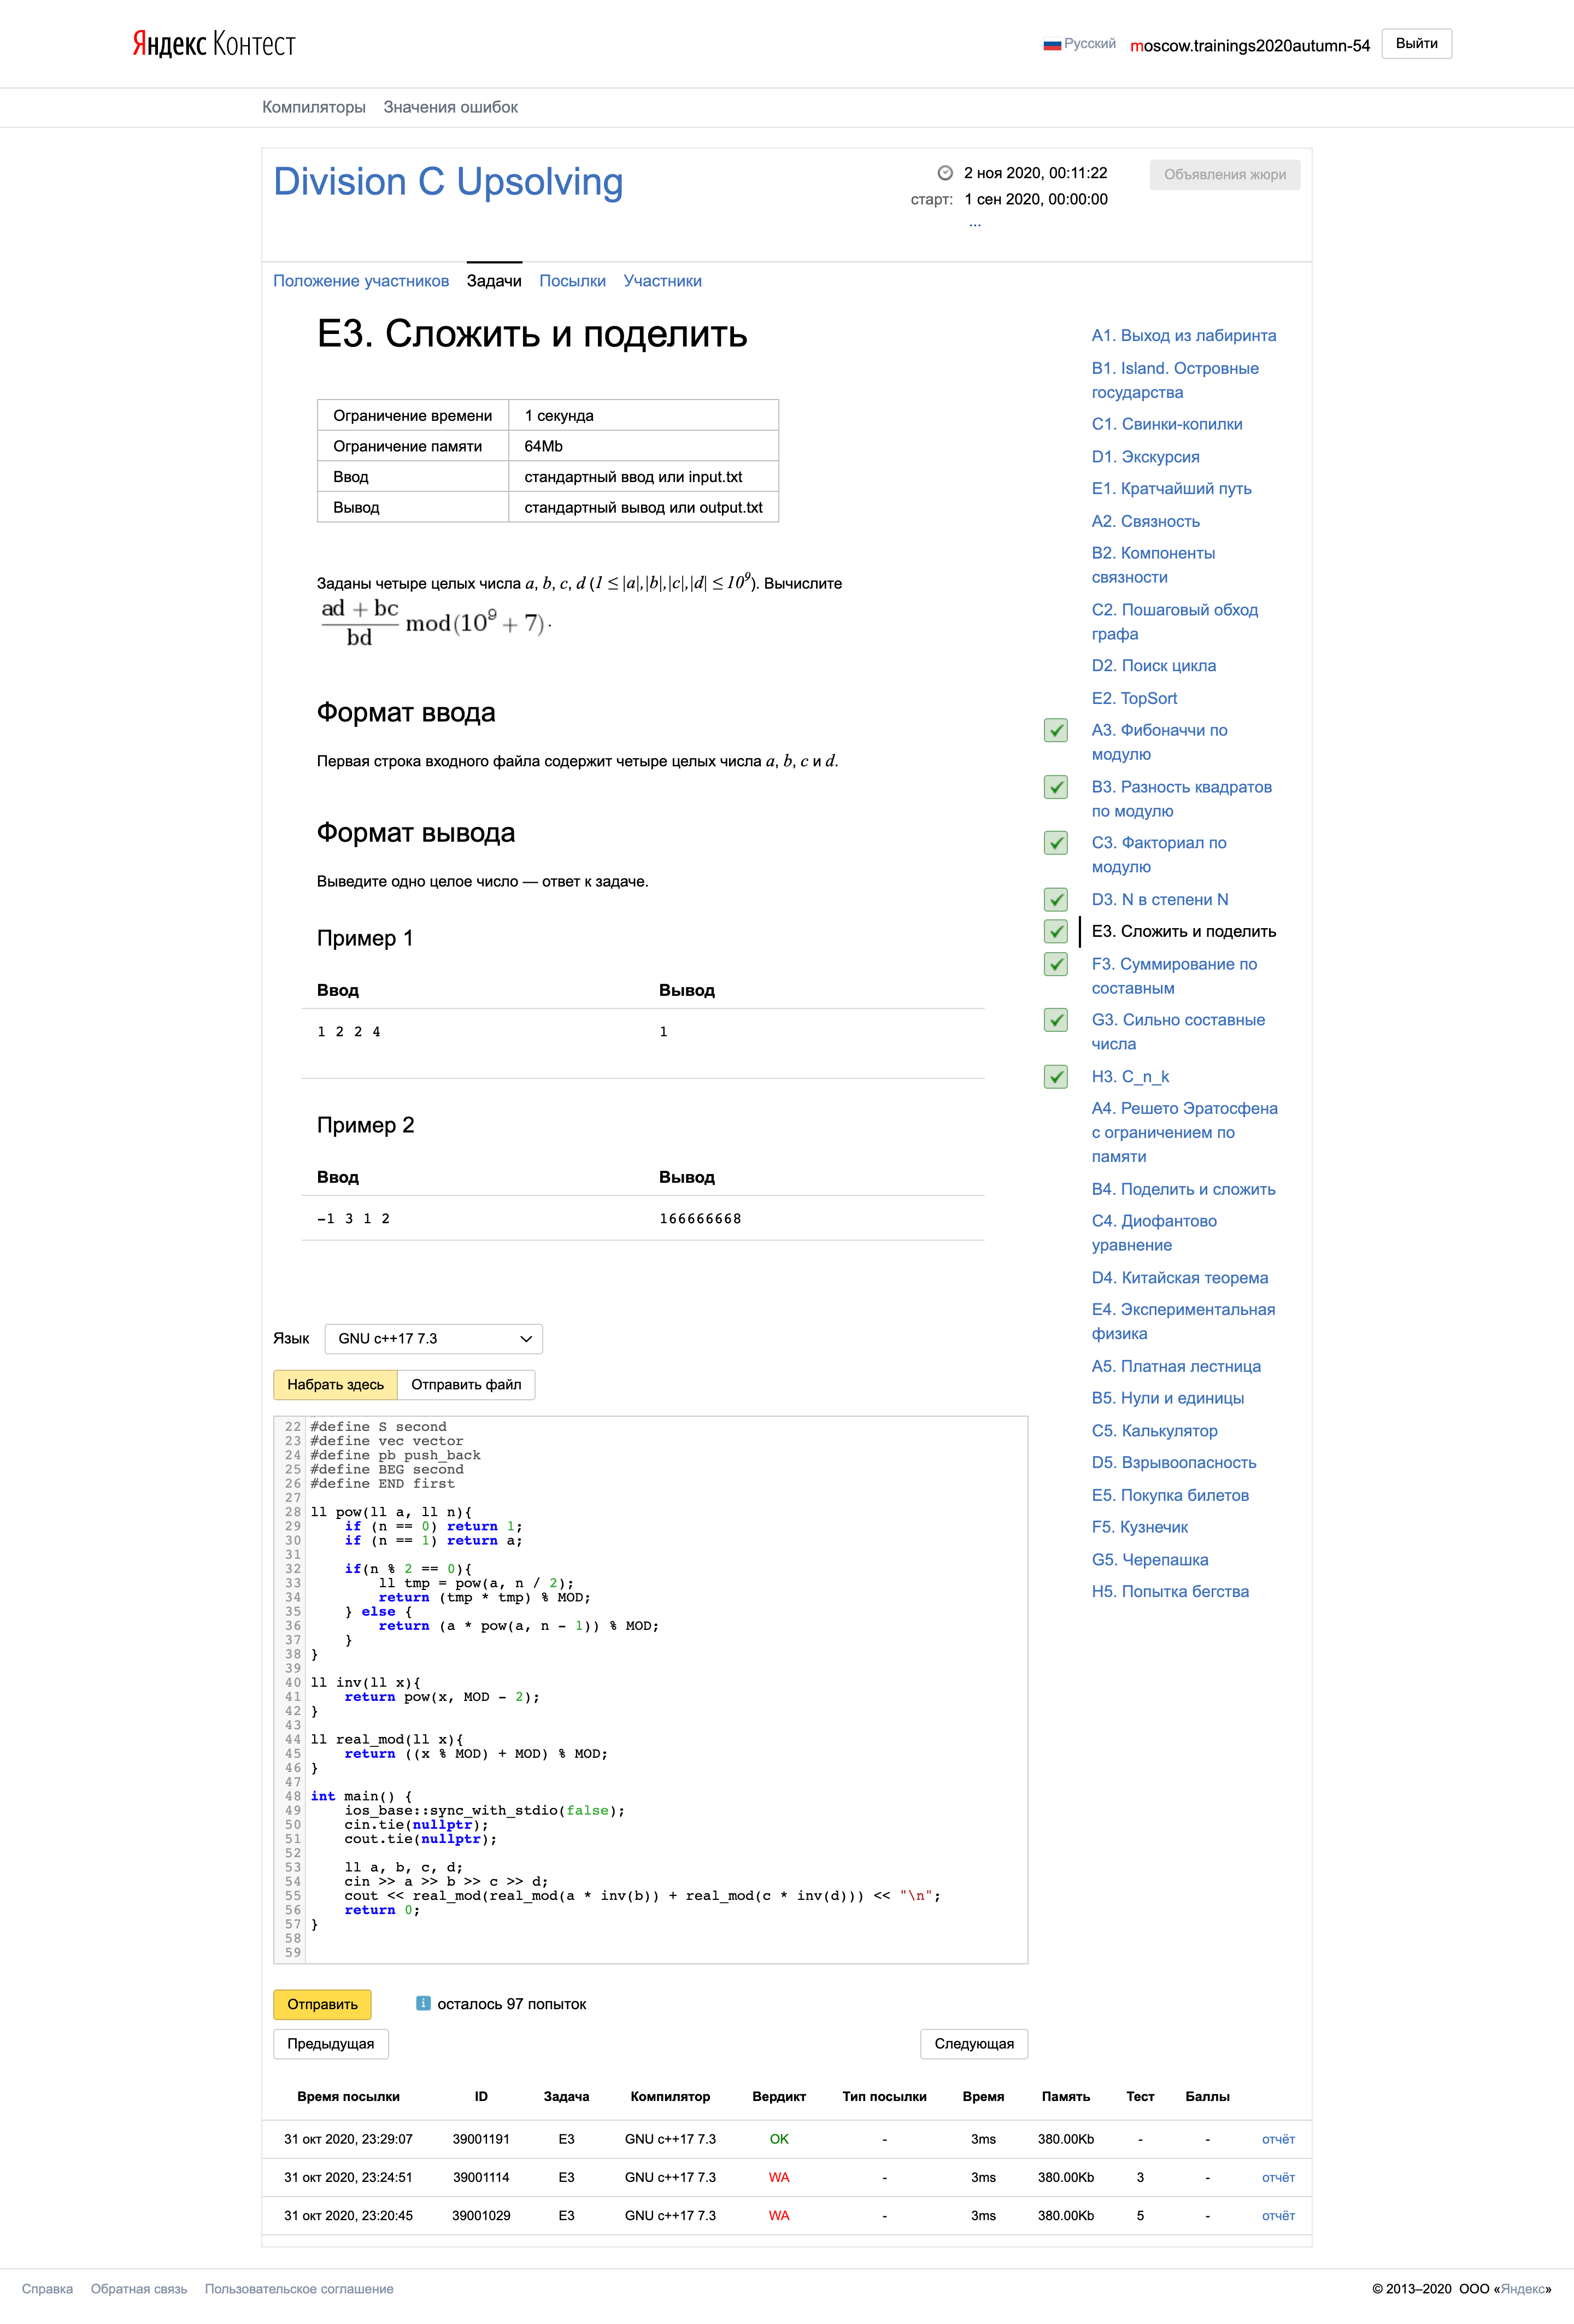 Яндекс Контест
Русский moscow.trainings2020autumn-54 Выйти
Компиляторы Значения ошибок
Division C Upsolving
2 ноя 2020, 00:11:22
старт: 1 сен 2020, 00:00:00
...
Объявления жюри
Положение участников Задачи Посылки Участники
E3. Сложить и поделить
Ограничение времени 1 секунда
Ограничение памяти 64Mb
Ввод стандартный ввод или input.txt
Вывод стандартный вывод или output.txt
Заданы четыре целых числа a, b, c, d (1 ≤ |a|,|b|,|c|,|d| ≤ 10⁹). Вычислите
ad + bc
bd
mod(10⁹ + 7).
Формат ввода
Первая строка входного файла содержит четыре целых числа a, b, c и d.
Формат вывода
Выведите одно целое число — ответ к задаче.
Пример 1
Ввод Вывод
1 2 2 4 1
Пример 2
Ввод Вывод
-1 3 1 2 166666668
A1. Выход из лабиринта
B1. Island. Островные
государства
C1. Свинки-копилки
D1. Экскурсия
E1. Кратчайший путь
A2. Связность
B2. Компоненты
связности
C2. Пошаговый обход
графа
D2. Поиск цикла
E2. TopSort
A3. Фибоначчи по
модулю
B3. Разность квадратов
по модулю
C3. Факториал по
модулю
D3. N в степени N
E3. Сложить и поделить
F3. Суммирование по
составным
G3. Сильно составные
числа
H3. C_n_k
A4. Решето Эратосфена
с ограничением по
памяти
B4. Поделить и сложить
C4. Диофантово
уравнение
D4. Китайская теорема
E4. Экспериментальная
физика
A5. Платная лестница
B5. Нули и единицы
C5. Калькулятор
D5. Взрывоопасность
E5. Покупка билетов
F5. Кузнечик
G5. Черепашка
H5. Попытка бегства
Язык GNU c++17 7.3
Набрать здесь Отправить файл
22 #define S second
23 #define vec vector
24 #define pb push_back
25 #define BEG second
26 #define END first
27
28 ll pow(ll a, ll n){
29     if (n == 0) return 1;
30     if (n == 1) return a;
31
32     if(n % 2 == 0){
33         ll tmp = pow(a, n / 2);
34         return (tmp * tmp) % MOD;
35     } else {
36         return (a * pow(a, n - 1)) % MOD;
37     }
38 }
39
40 ll inv(ll x){
41     return pow(x, MOD - 2);
42 }
43
44 ll real_mod(ll x){
45     return ((x % MOD) + MOD) % MOD;
46 }
47
48 int main() {
49     ios_base::sync_with_stdio(false);
50     cin.tie(nullptr);
51     cout.tie(nullptr);
52
53     ll a, b, c, d;
54     cin >> a >> b >> c >> d;
55     cout << real_mod(real_mod(a * inv(b)) + real_mod(c * inv(d))) << "\n";
56     return 0;
57 }
58
59
Отправить осталось 97 попыток
Предыдущая Следующая
Время посылки ID Задача Компилятор Вердикт Тип посылки Время Память Тест Баллы
31 окт 2020, 23:29:07 39001191 E3 GNU c++17 7.3 OK - 3ms 380.00Kb - - отчёт
31 окт 2020, 23:24:51 39001114 E3 GNU c++17 7.3 WA - 3ms 380.00Kb 3 - отчёт
31 окт 2020, 23:20:45 39001029 E3 GNU c++17 7.3 WA - 3ms 380.00Kb 5 - отчёт
Справка Обратная связь Пользовательское соглашение © 2013–2020 ООО «Яндекс»